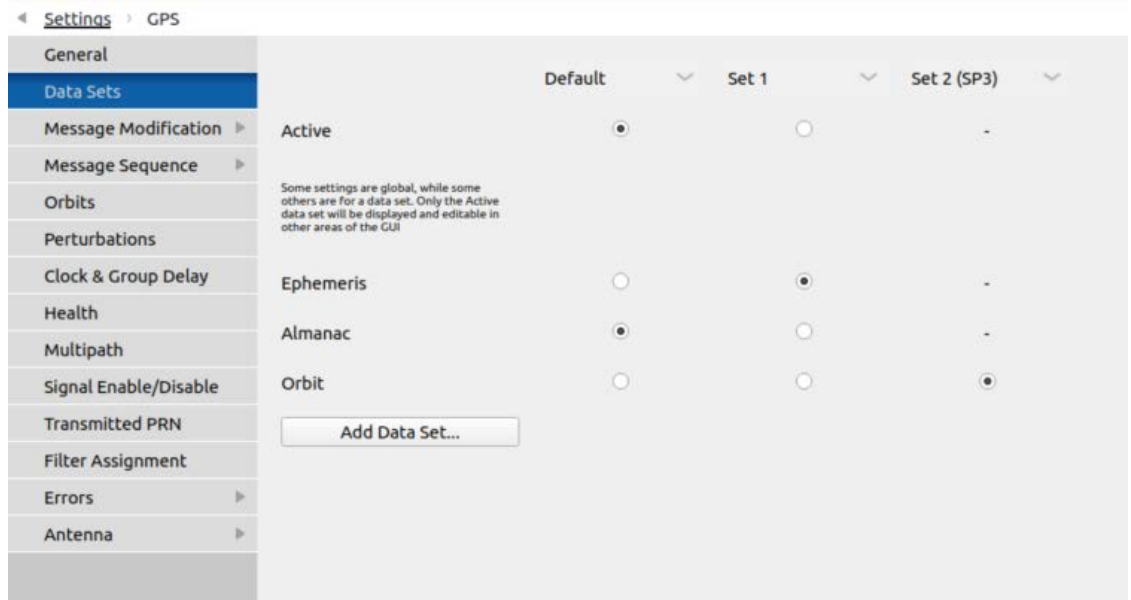 Settings › GPS
General
Data Sets
Message Modification
Message Sequence
Orbits
Perturbations
Clock & Group Delay
Health
Multipath
Signal Enable/Disable
Transmitted PRN
Filter Assignment
Errors
Antenna
Default Set 1 Set 2 (SP3)
Active -
Some settings are global, while some
others are for a data set. Only the Active
data set will be displayed and editable in
other areas of the GUI
Ephemeris -
Almanac -
Orbit
Add Data Set...